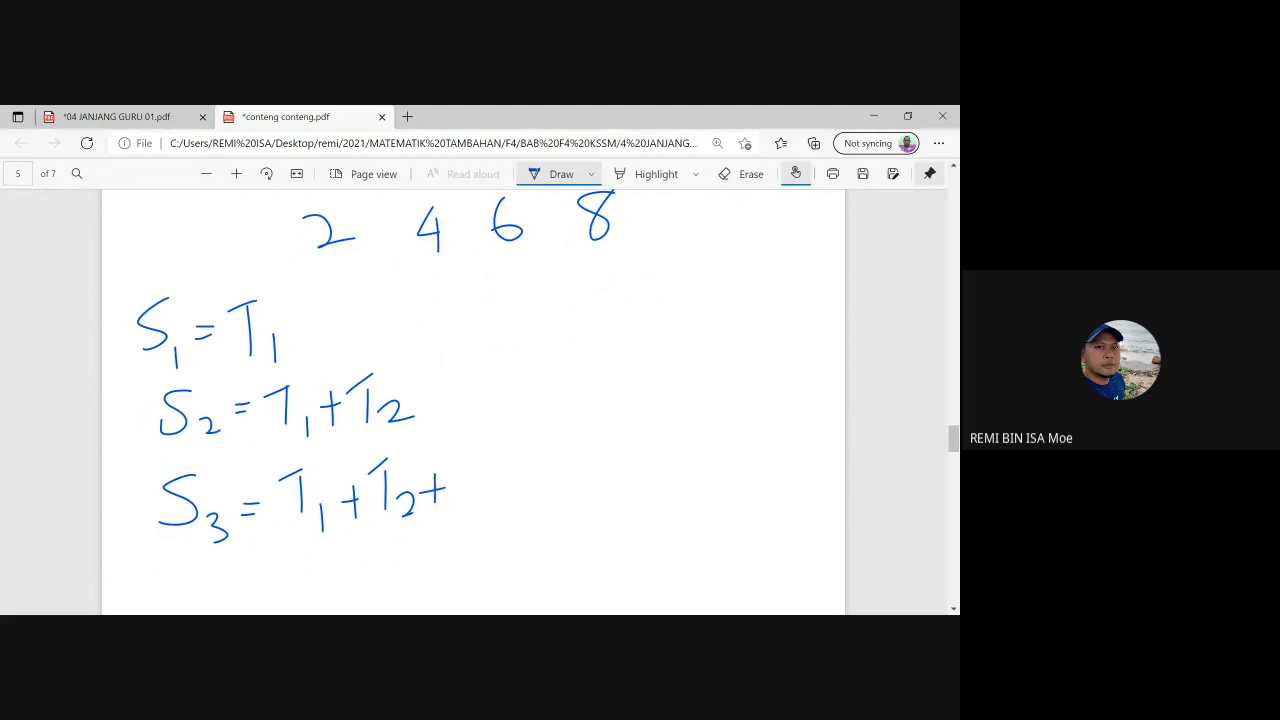 *04 JANJANG GURU 01.pdf
*conteng conteng.pdf
File
C:/Users/REMI%20ISA/Desktop/remi/2021/MATEMATIK%20TAMBAHAN/F4/BAB%20F4%20KSSM/4%20JANJANG...
Not syncing
5 of 7
Page view
Read aloud
Draw
Highlight
Erase
2 4 6 8
S₁ = T₁
S₂ = T₁ + T₂
S₃ = T₁ + T₂ +
REMI BIN ISA Moe